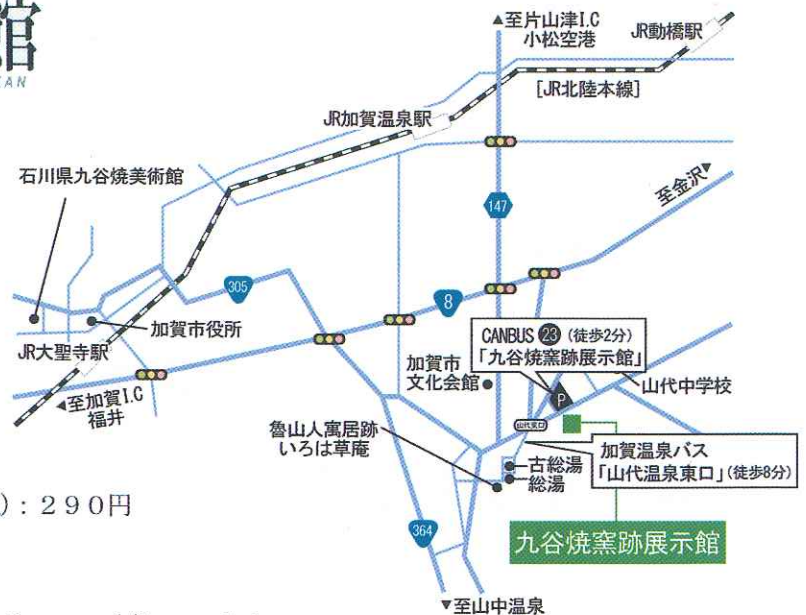 館
▲至片山津I.C
小松空港
JR動橋駅
[JR北陸本線]
JR加賀温泉駅
石川県九谷焼美術館
147
至金沢▶
305
8
加賀市役所
JR大聖寺駅
CANBUS 23 (徒歩2分)
「九谷焼窯跡展示館」
加賀市
文化会館
P
山代中学校
◀至加賀I.C
福井
山代東口
魯山人寓居跡
いろは草庵
加賀温泉バス
「山代温泉東口」(徒歩8分)
古総湯
総湯
) : 290円
364
九谷焼窯跡展示館
▼至山中温泉